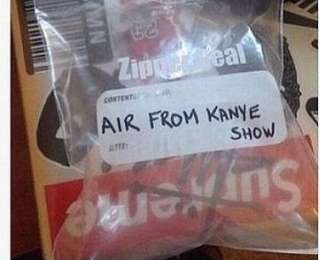 Zipper Seal
CONTENTS
AIR FROM KANYE
SHOW
DATE:
Supreme